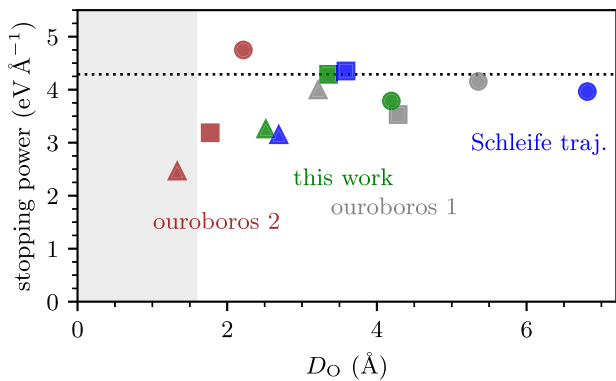 5
4
3
2
1
0
stopping power (eV Å⁻¹)
Schleife traj.
this work
ouroboros 1
ouroboros 2
0
2
4
6
D_O (Å)